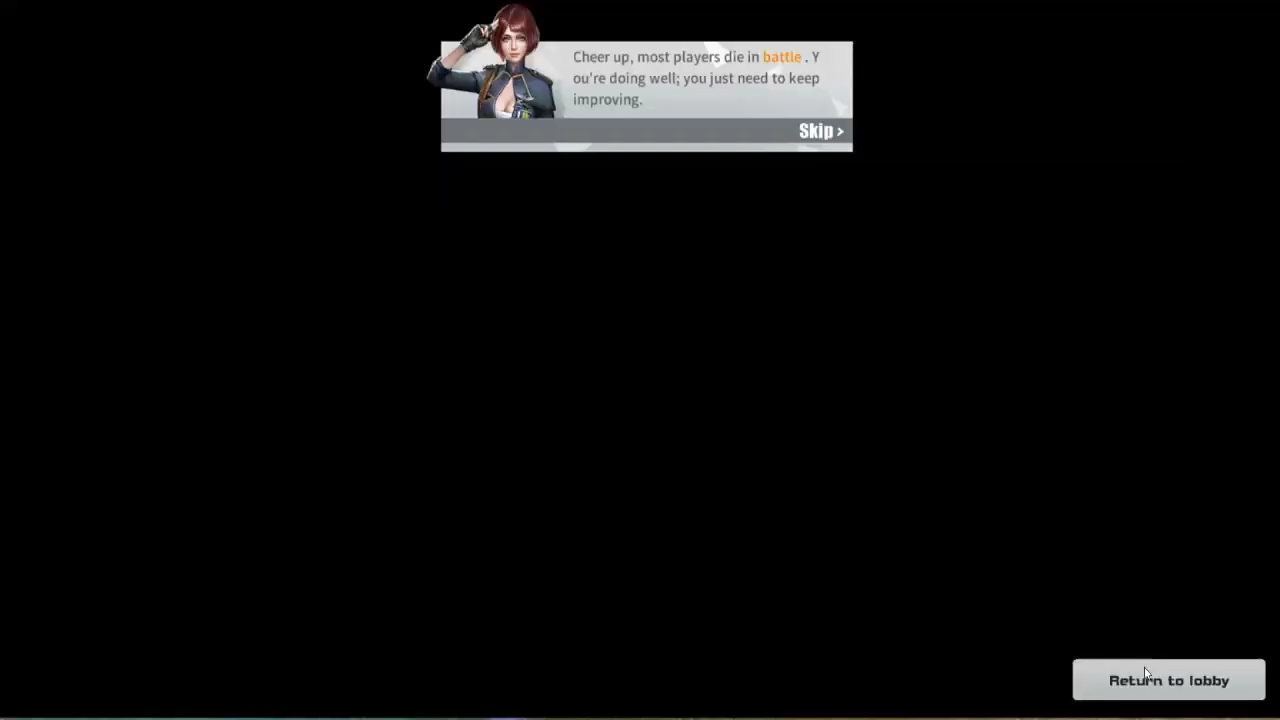 Cheer up, most players die in battle . Y
ou're doing well; you just need to keep
improving.
Skip >
Return to lobby